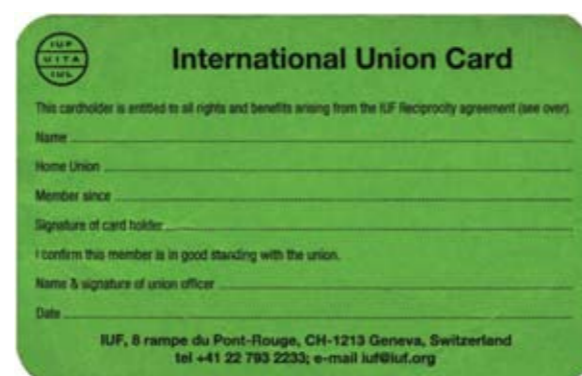 IUF
UITA
IUL
International Union Card
This cardholder is entitled to all rights and benefits arising from the IUF Reciprocity agreement (see over).
Name
Home Union
Member since
Signature of card holder
I confirm this member is in good standing with the union.
Name & signature of union officer
Date
IUF, 8 rampe du Pont-Rouge, CH-1213 Geneva, Switzerland
tel +41 22 793 2233; e-mail iuf@iuf.org